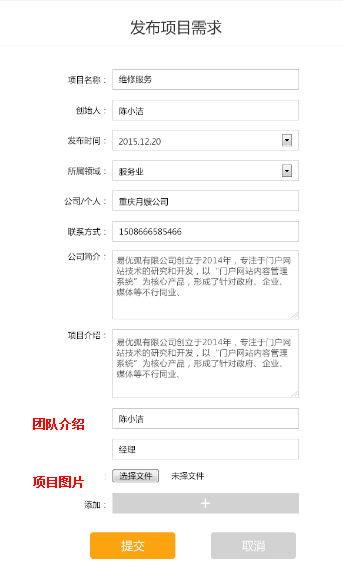 发布项目需求
项目名称： 维修服务
创始人： 陈小洁
发布时间： 2015.12.20
所属领域： 服务业
公司/个人： 重庆月嫂公司
联系方式： 1508666585466
公司简介： 易优弧有限公司创立于2014年，专注于门户网
站技术的研究和开发，以“门户网站内容管理
系统”为核心产品，形成了针对政府、企业、
媒体等不行同业、
项目介绍： 易优弧有限公司创立于2014年，专注于门户网
站技术的研究和开发，以“门户网站内容管理
系统”为核心产品，形成了针对政府、企业、
媒体等不行同业、
团队介绍 陈小洁
经理
项目图片 : 选择文件 未择文件
添加： +
提交 取消